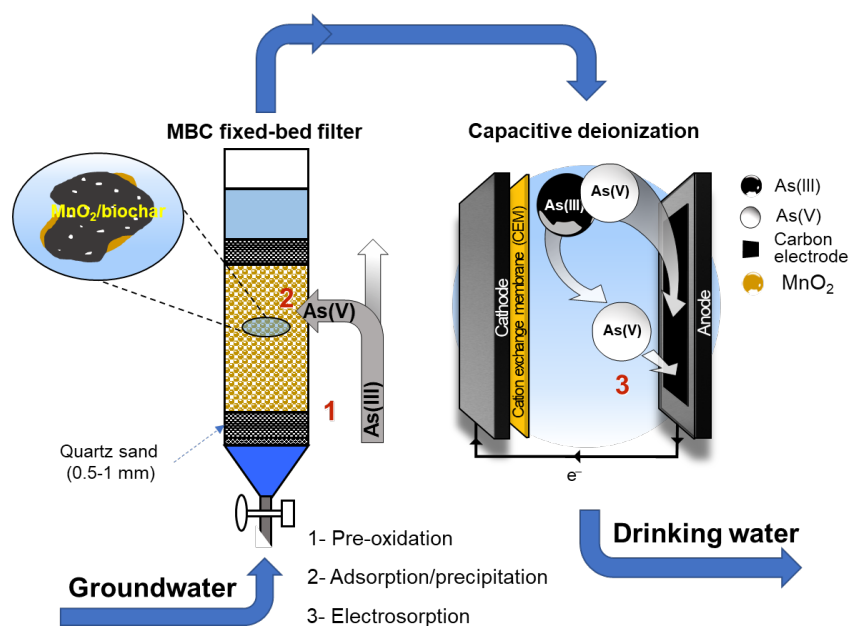 MBC fixed-bed filter
Capacitive deionization
MnO₂/biochar
2
As(V)
As(III)
1
Quartz sand
(0.5-1 mm)
As(III)
As(V)
As(V)
3
Cathode
Cation exchange membrane (CEM)
Anode
e⁻
As(III)
As(V)
Carbon
electrode
MnO₂
1- Pre-oxidation
2- Adsorption/precipitation
3- Electrosorption
Groundwater
Drinking water